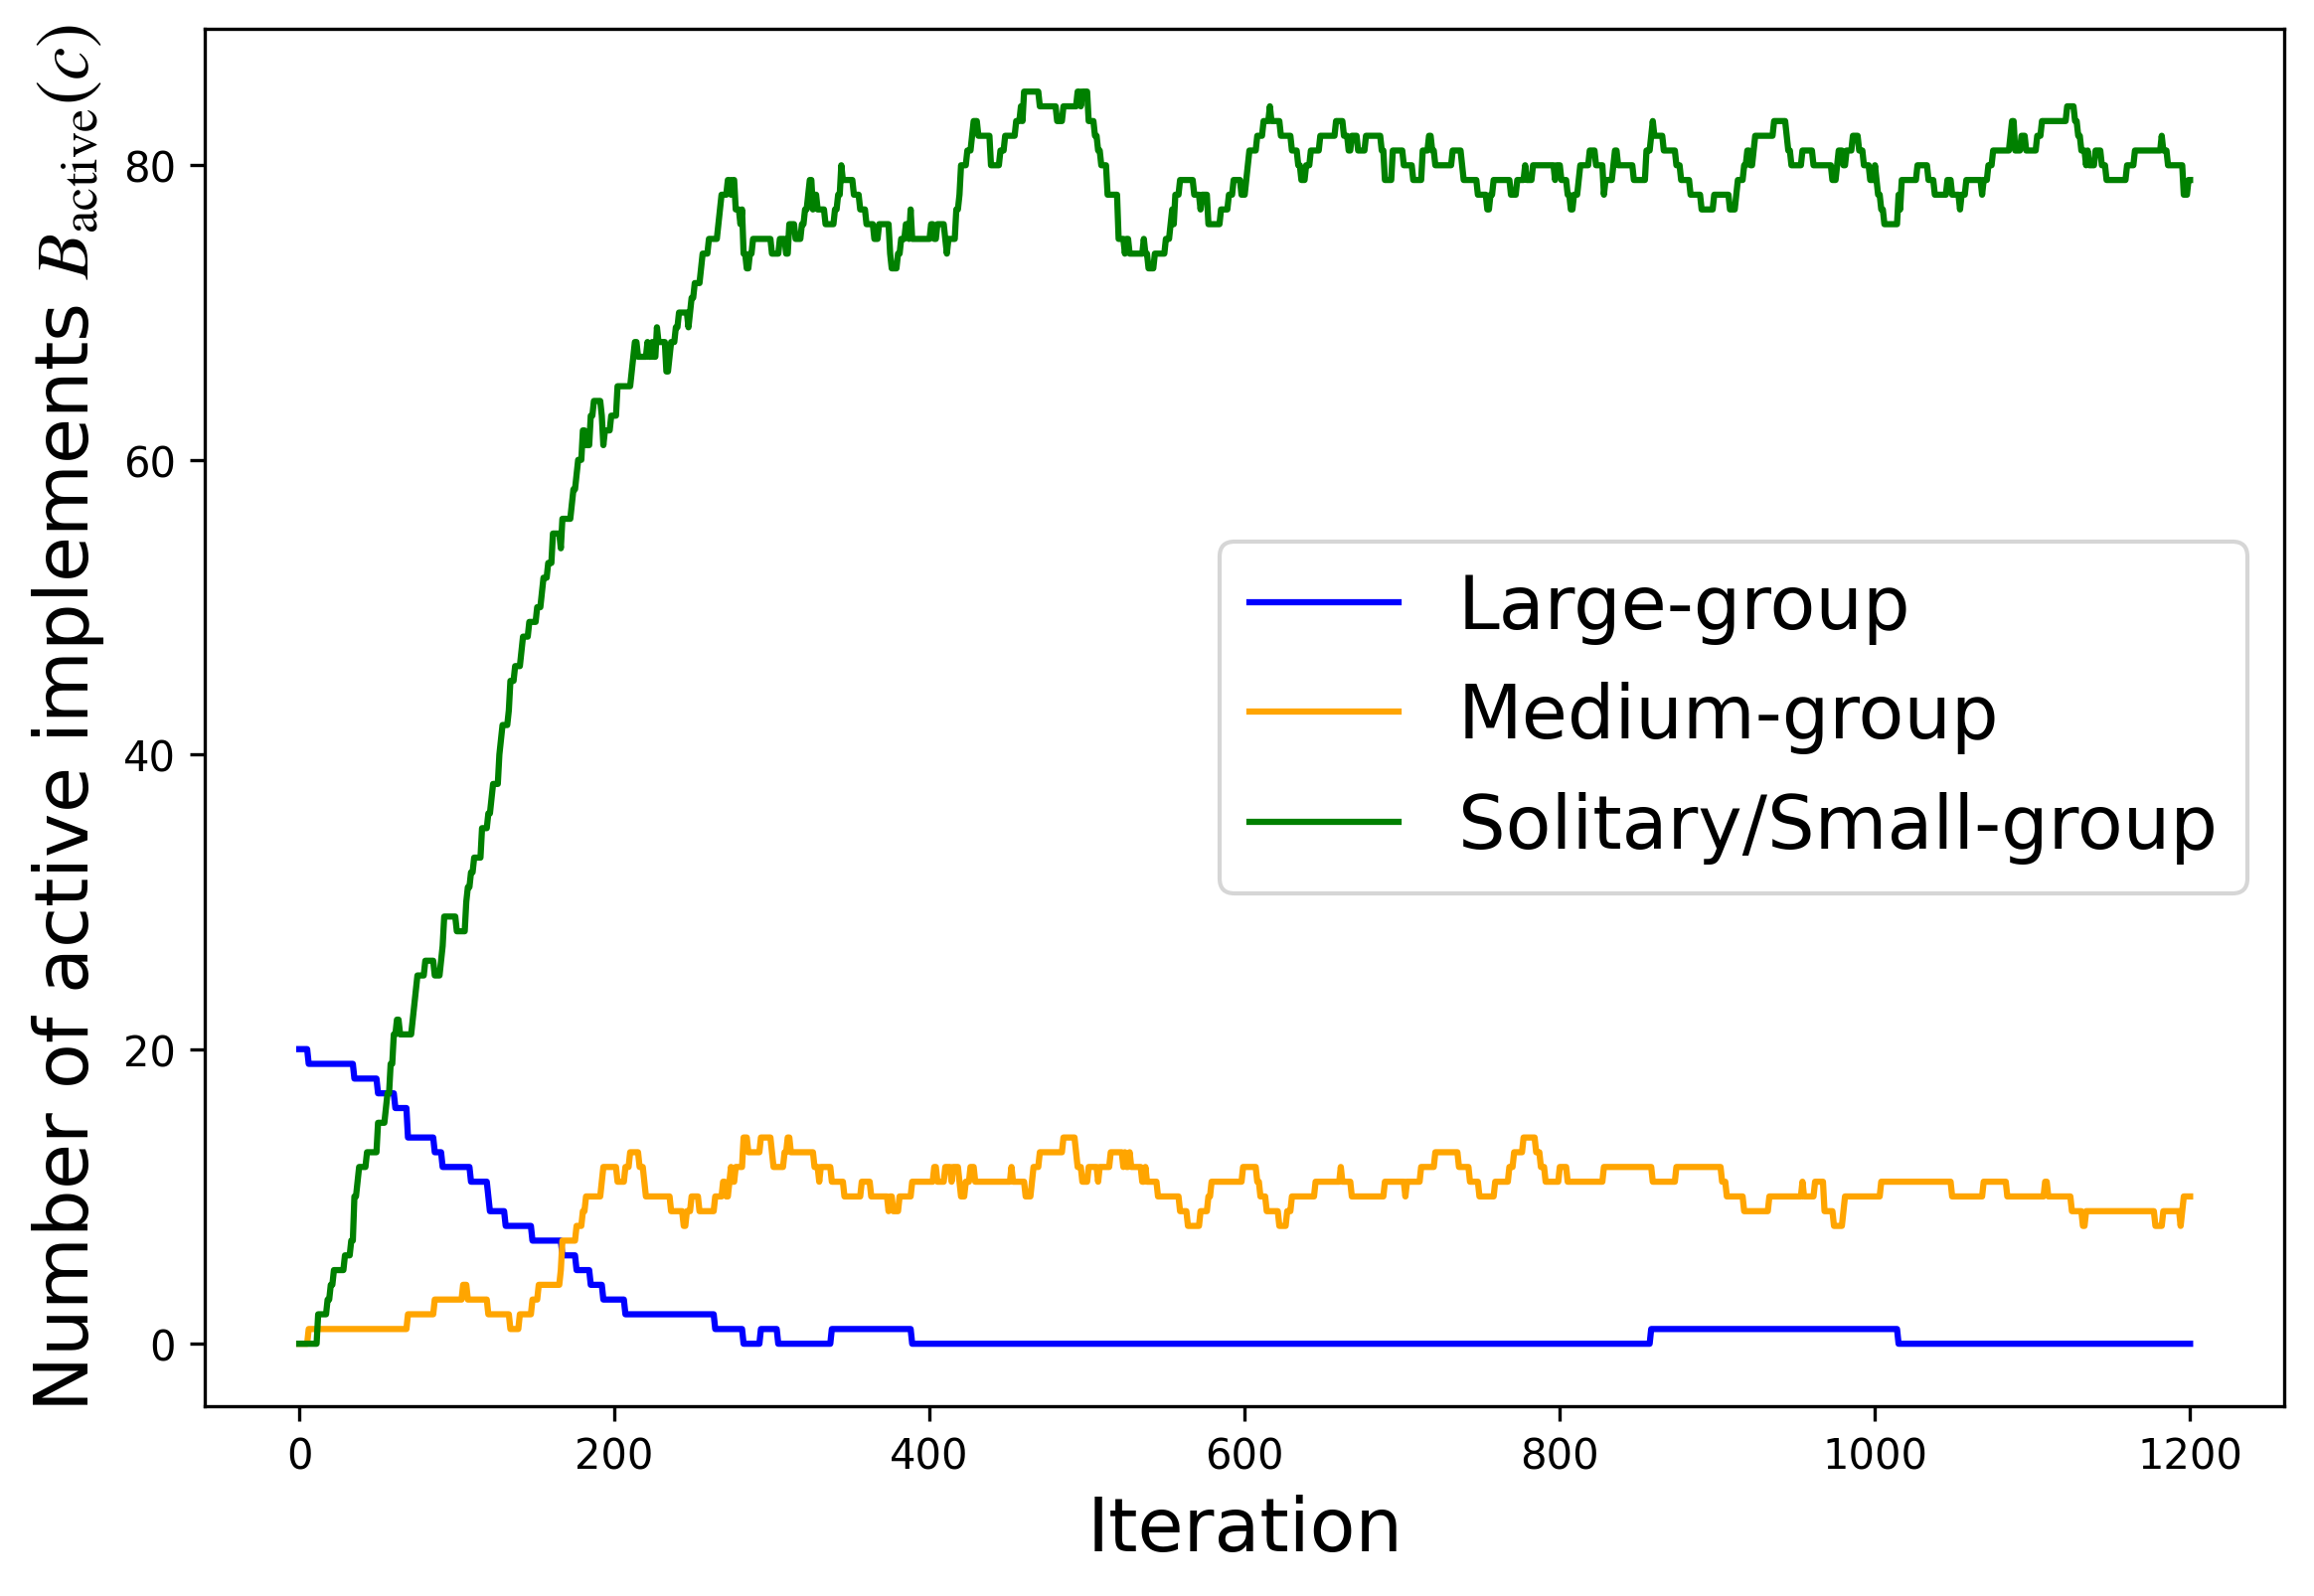 Number of active implements B_active(c)
80
60
40
20
0
Large-group
Medium-group
Solitary/Small-group
0 200 400 600 800 1000 1200
Iteration